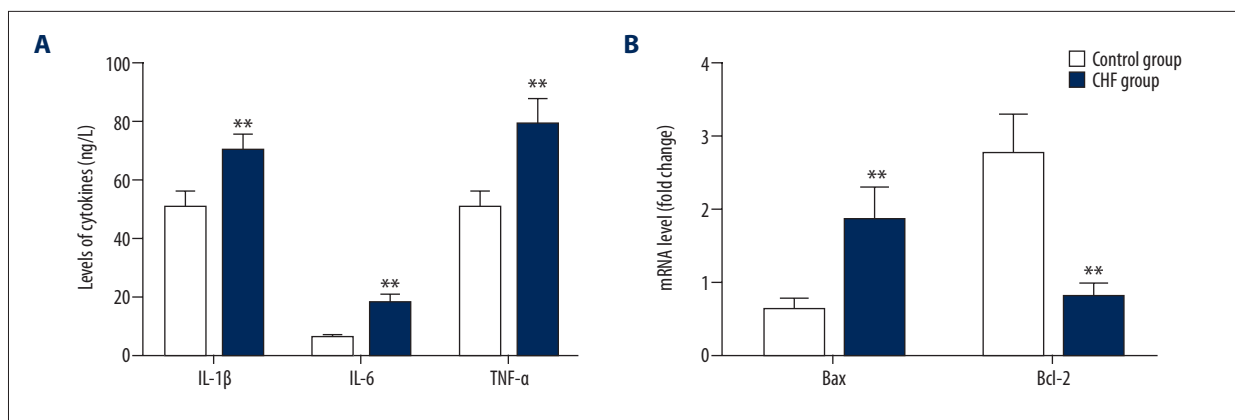 A
Levels of cytokines (ng/L)
100
80
60
40
20
0
**
**
**
IL-1β
IL-6
TNF-α
B
Control group
CHF group
mRNA level (fold change)
4
3
2
1
0
**
**
Bax
Bcl-2